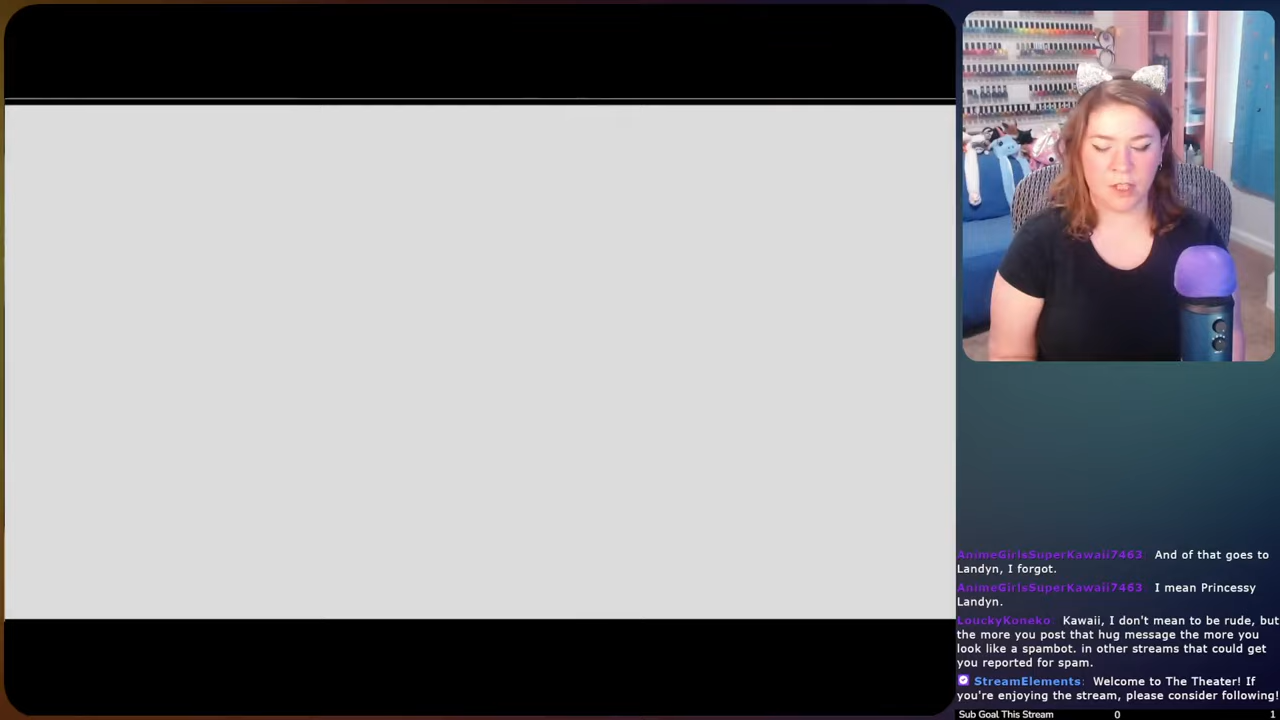 AnimeGirlsSuperKawaii7463: And of that goes to
Landyn, I forgot.
AnimeGirlsSuperKawaii7463: I mean Princessy
Landyn.
LouckyKoneko: Kawaii, I don't mean to be rude, but
the more you post that hug message the more you
look like a spambot. in other streams that could get
you reported for spam.
StreamElements: Welcome to The Theater! If
you're enjoying the stream, please consider following!
Sub Goal This Stream 0 1